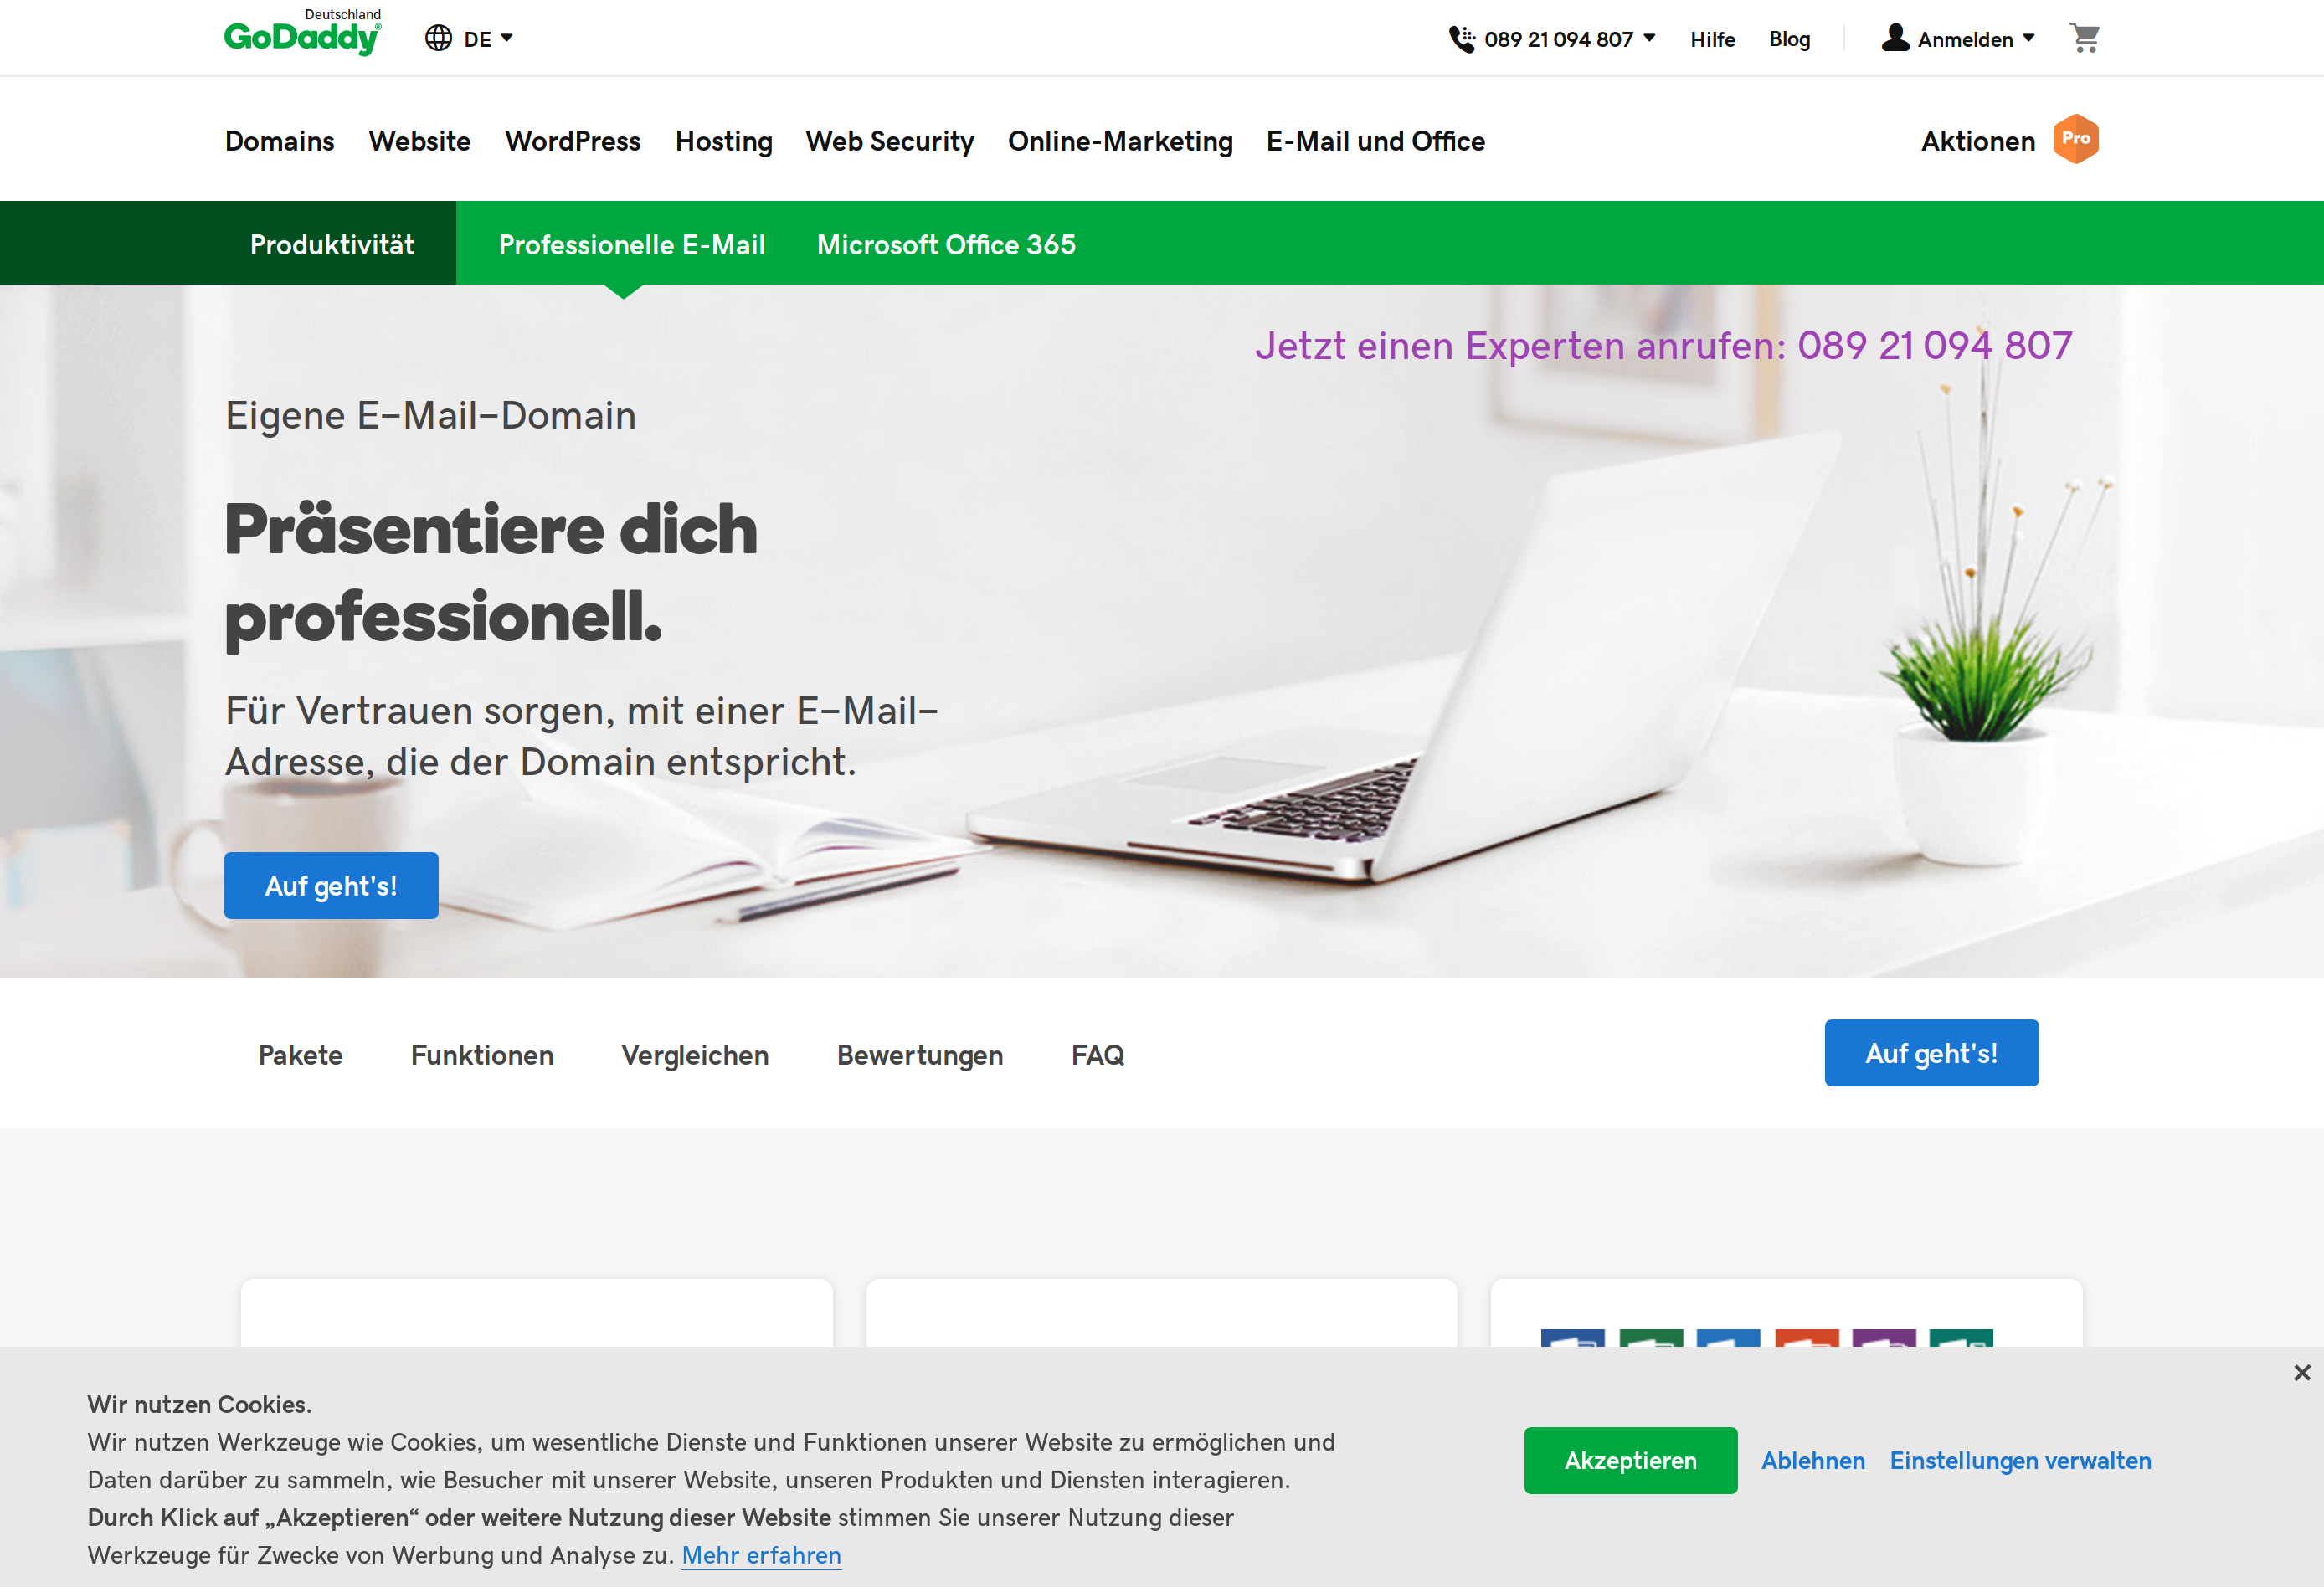 Deutschland
GoDaddy®
DE
089 21 094 807
Hilfe
Blog
Anmelden
Domains
Website
WordPress
Hosting
Web Security
Online-Marketing
E-Mail und Office
Aktionen
Pro
Produktivität
Professionelle E-Mail
Microsoft Office 365
Jetzt einen Experten anrufen: 089 21 094 807
Eigene E-Mail-Domain
Präsentiere dich
professionell.
Für Vertrauen sorgen, mit einer E-Mail-
Adresse, die der Domain entspricht.
Auf geht's!
Pakete
Funktionen
Vergleichen
Bewertungen
FAQ
Auf geht's!
Wir nutzen Cookies.
Wir nutzen Werkzeuge wie Cookies, um wesentliche Dienste und Funktionen unserer Website zu ermöglichen und
Daten darüber zu sammeln, wie Besucher mit unserer Website, unseren Produkten und Diensten interagieren.
Durch Klick auf „Akzeptieren“ oder weitere Nutzung dieser Website stimmen Sie unserer Nutzung dieser
Werkzeuge für Zwecke von Werbung und Analyse zu. Mehr erfahren
Akzeptieren
Ablehnen
Einstellungen verwalten